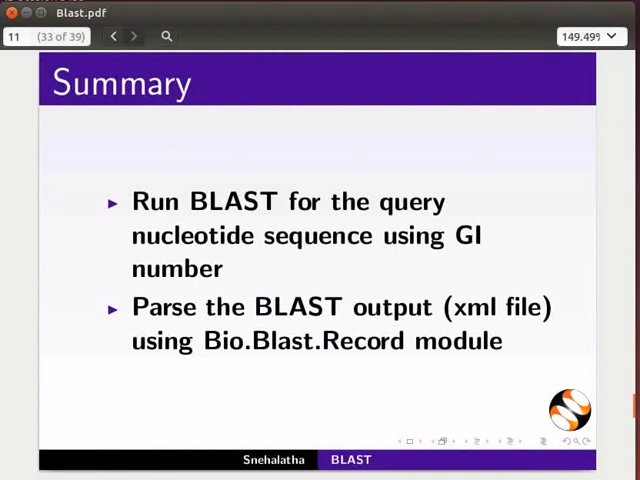 Blast.pdf
11 (33 of 39) 149.49%
Summary
Run BLAST for the query
nucleotide sequence using GI
number
Parse the BLAST output (xml file)
using Bio.Blast.Record module
Snehalatha BLAST